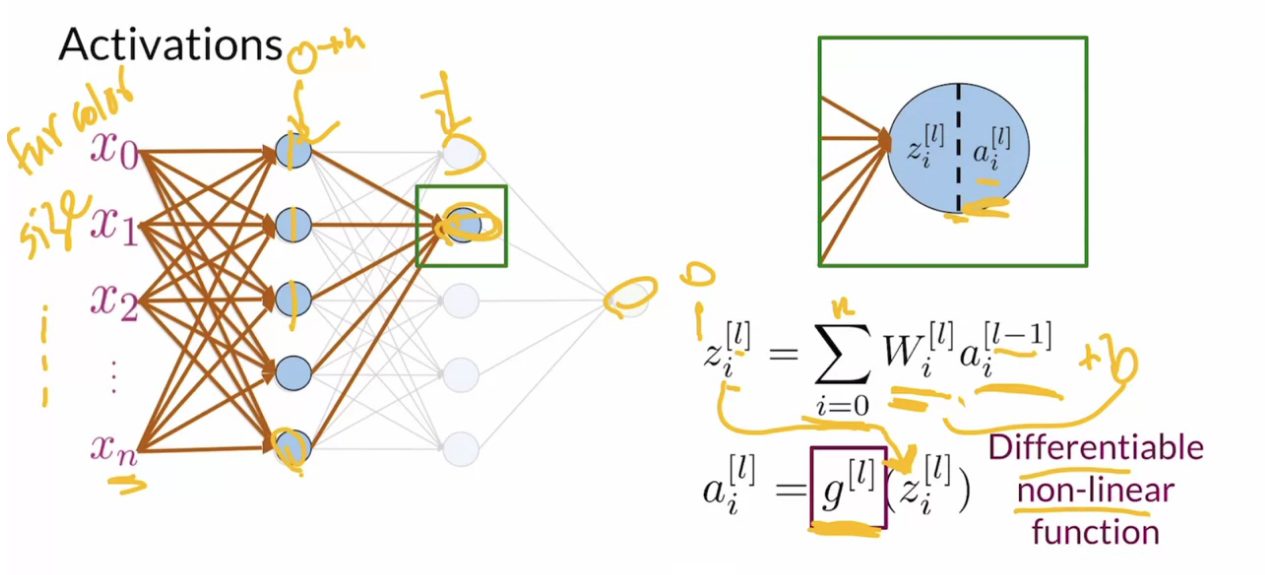 Activations
0th
fur color
size
x_0
x_1
x_2
⋮
x_n
z_i^{[l]} a_i^{[l]}
0
n
z_i^{[l]} = \sum_{i=0} W_i^{[l]} a_i^{[l-1]} +b
a_i^{[l]} = g^{[l]}(z_i^{[l]})
Differentiable
non-linear
function